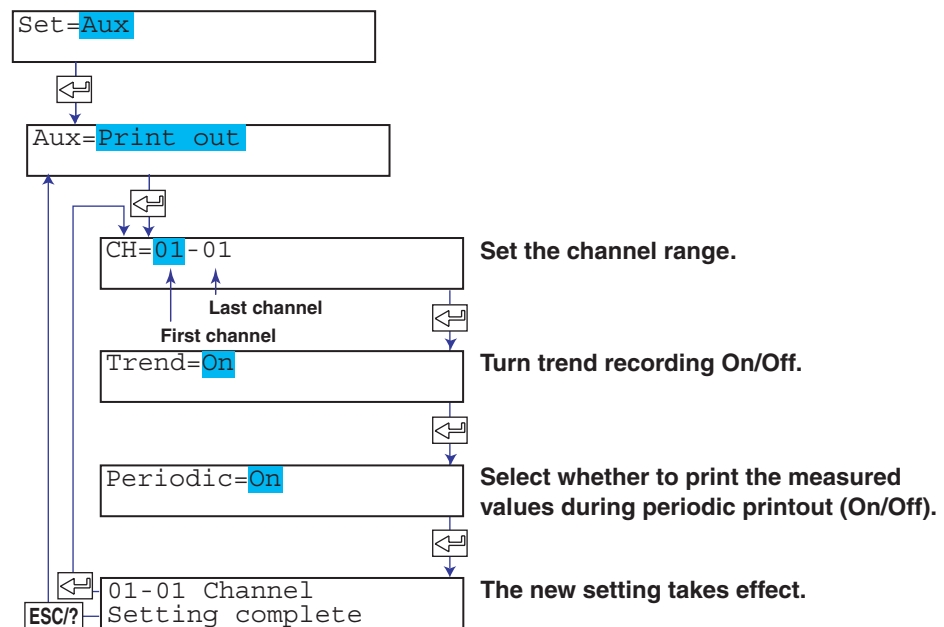 Set=Aux
Aux=Print out
CH=01-01
Set the channel range.
Last channel
First channel
Trend=On
Turn trend recording On/Off.
Periodic=On
Select whether to print the measured
values during periodic printout (On/Off).
01-01 Channel
Setting complete
The new setting takes effect.
ESC/?